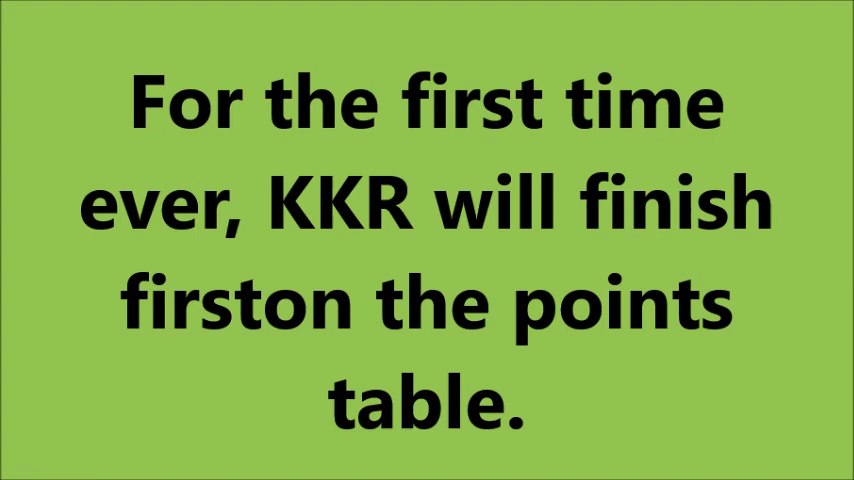 For the first time
ever, KKR will finish
firston the points
table.